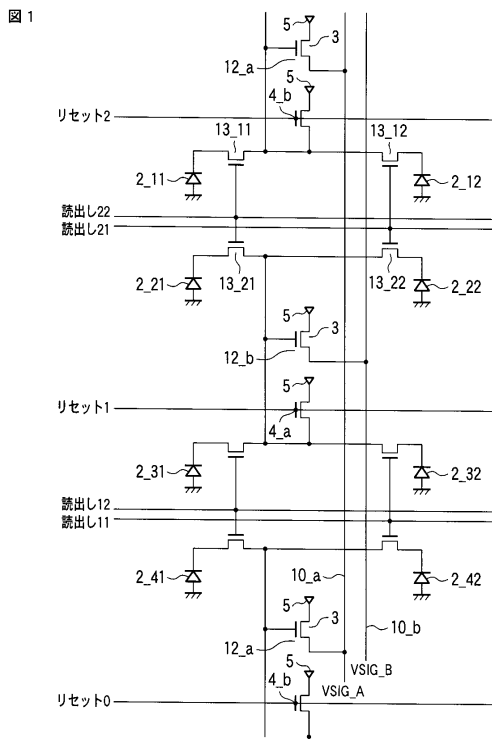 図1
5
3
12_a
5
リセット2
4_b
13_11
13_12
2_11
2_12
読出し22
読出し21
13_21
13_22
2_21
2_22
5
3
12_b
5
リセット1
4_a
2_31
2_32
読出し12
読出し11
2_41
2_42
10_a
5
3
10_b
12_a
VSIG_B
5
VSIG_A
4_b
リセット0